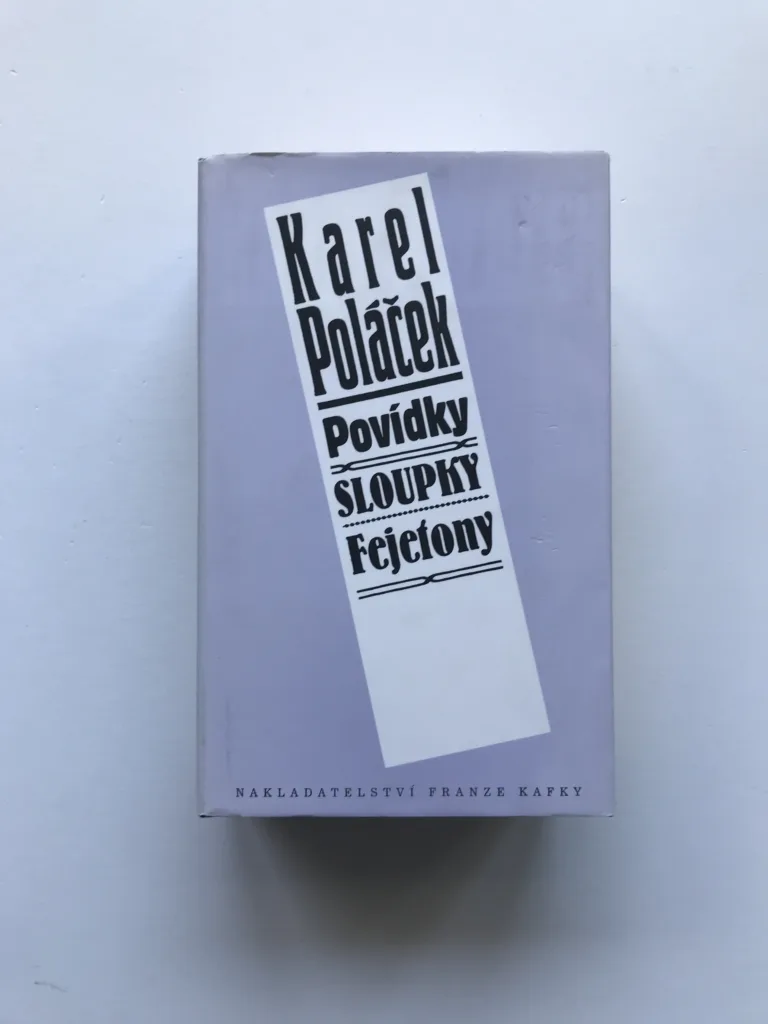 Karel
Poláček
Povídky
SLOUPKY
Fejetony
NAKLADATELSTVÍ FRANZE KAFKY